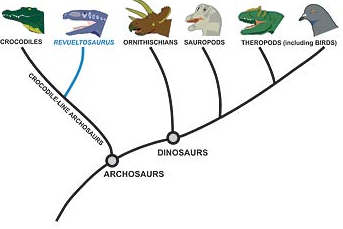 CROCODILES
REVUELTOSAURUS
ORNITHISCHIANS
SAUROPODS
THEROPODS (including BIRDS)
CROCODILE-LINE ARCHOSAURS
DINOSAURS
ARCHOSAURS